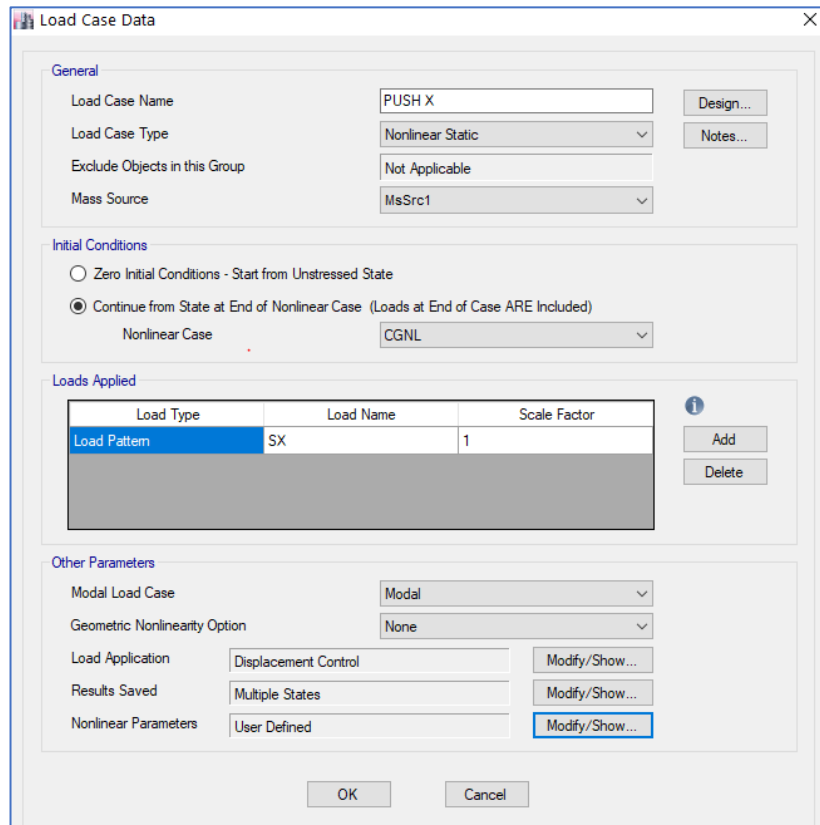 Load Case Data
General
Load Case Name PUSH X Design...
Load Case Type Nonlinear Static Notes...
Exclude Objects in this Group Not Applicable
Mass Source MsSrc1
Initial Conditions
Zero Initial Conditions - Start from Unstressed State
Continue from State at End of Nonlinear Case (Loads at End of Case ARE Included)
Nonlinear Case CGNL
Loads Applied
Load Type Load Name Scale Factor
Load Pattern SX 1
Add
Delete
Other Parameters
Modal Load Case Modal
Geometric Nonlinearity Option None
Load Application Displacement Control Modify/Show...
Results Saved Multiple States Modify/Show...
Nonlinear Parameters User Defined Modify/Show...
OK Cancel